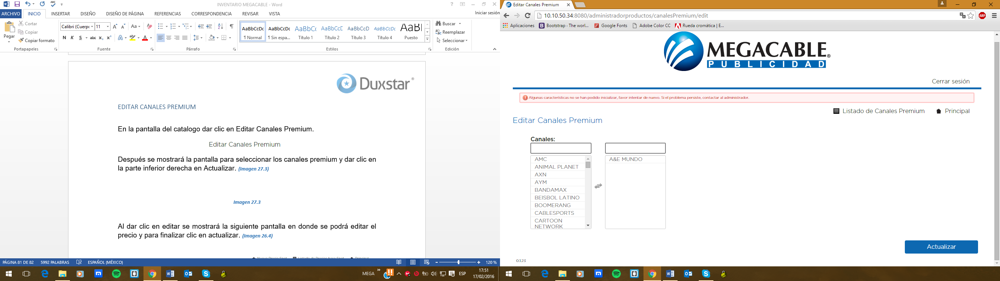 INVENTARIO MEGACABLE - Word
ARCHIVO INICIO INSERTAR DISEÑO DISEÑO DE PÁGINA REFERENCIAS CORRESPONDENCIA REVISAR VISTA Iniciar sesión
Pegar
Cortar
Copiar
Copiar formato
Portapapeles
Calibri (Cuerpo 11
N K S abc x₂ x²
Fuente
Párrafo
AaBbCcDc AaBbCcDc AaBbCc AaBbCcD AaBbCcD AaBbCcDc AaBl
¶ Normal ¶ Sin espa... Título 1 Título 2 Título 3 Título 4 Puesto
Estilos
Buscar
Reemplazar
Seleccionar
Edición
Duxstar®
EDITAR CANALES PREMIUM
En la pantalla del catalogo dar clic en Editar Canales Premium.
Editar Canales Premium
Después se mostrará la pantalla para seleccionar los canales premium y dar clic en
la parte inferior derecha en Actualizar. (Imagen 27.3)
Imagen 27.3
Al dar clic en editar se mostrará la siguiente pantalla en donde se podrá editar el
precio y para finalizar clic en actualizar. (Imagen 26.4)
PÁGINA 81 DE 82 5992 PALABRAS ESPAÑOL (MÉXICO) 120 %
MEGA » ESP 17:51
17/02/2016
Editar Canales Premium
10.10.50.34:8080/administradorproductos/canalesPremium/edit
ABP
Aplicaciones Bootstrap · The worl... Google Fonts Adobe Color CC Rueda cromática | E...
MEGACABLE®
PUBLICIDAD
Cerrar sesión
Algunas características no se han podido inicializar, favor intentar de nuevo. Si el problema persiste, contactar al administrador.
Listado de Canales Premium Principal
Editar Canales Premium
Canales:
AMC
ANIMAL PLANET
AXN
AYM
BANDAMAX
BEISBOL LATINO
BOOMERANG
CABLESPORTS
CARTOON
NETWORK
A&E MUNDO
Actualizar
0.1.23